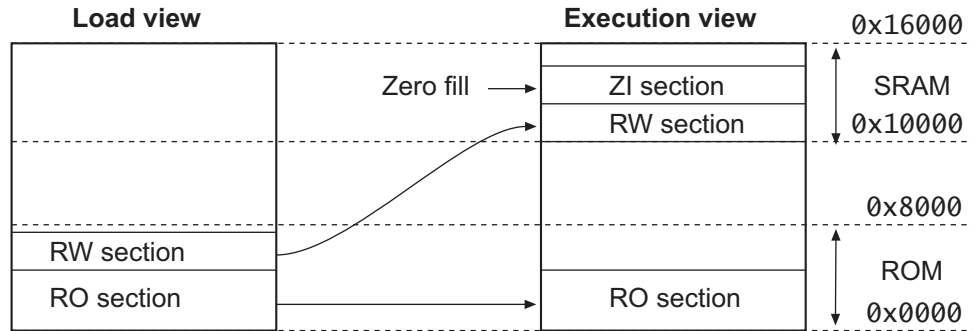 Load view
Execution view
0x16000
Zero fill
ZI section
SRAM
RW section
0x10000
0x8000
RW section
ROM
RO section
RO section
0x0000